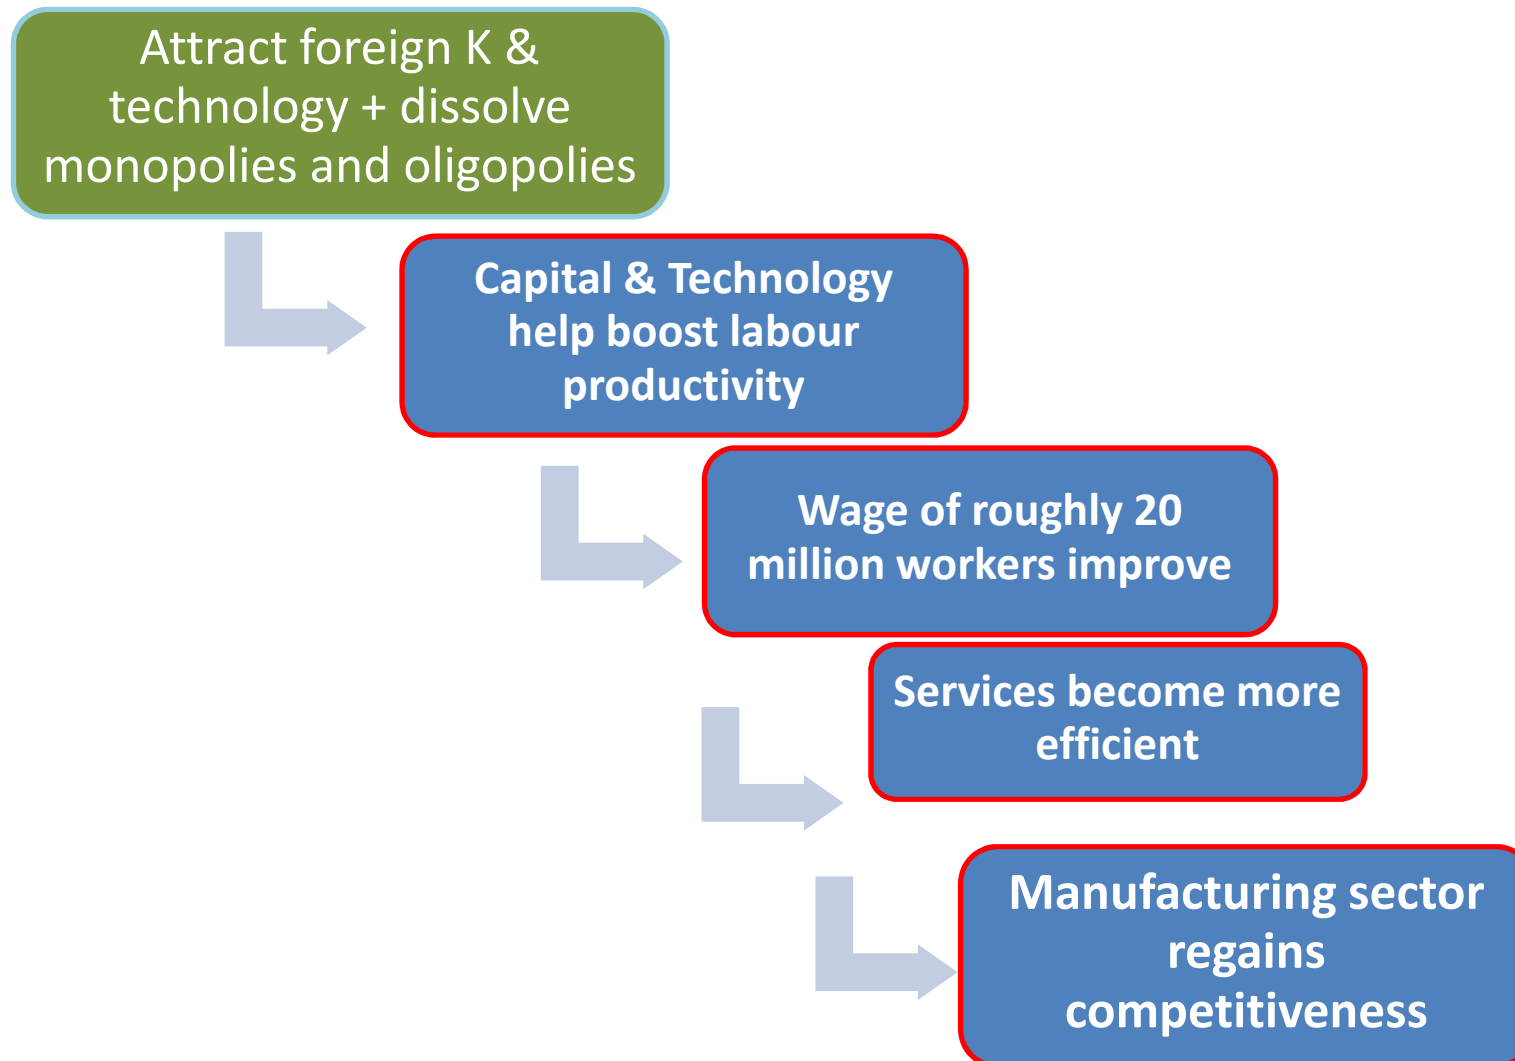 Attract foreign K &
technology + dissolve
monopolies and oligopolies
Capital & Technology
help boost labour
productivity
Wage of roughly 20
million workers improve
Services become more
efficient
Manufacturing sector
regains
competitiveness